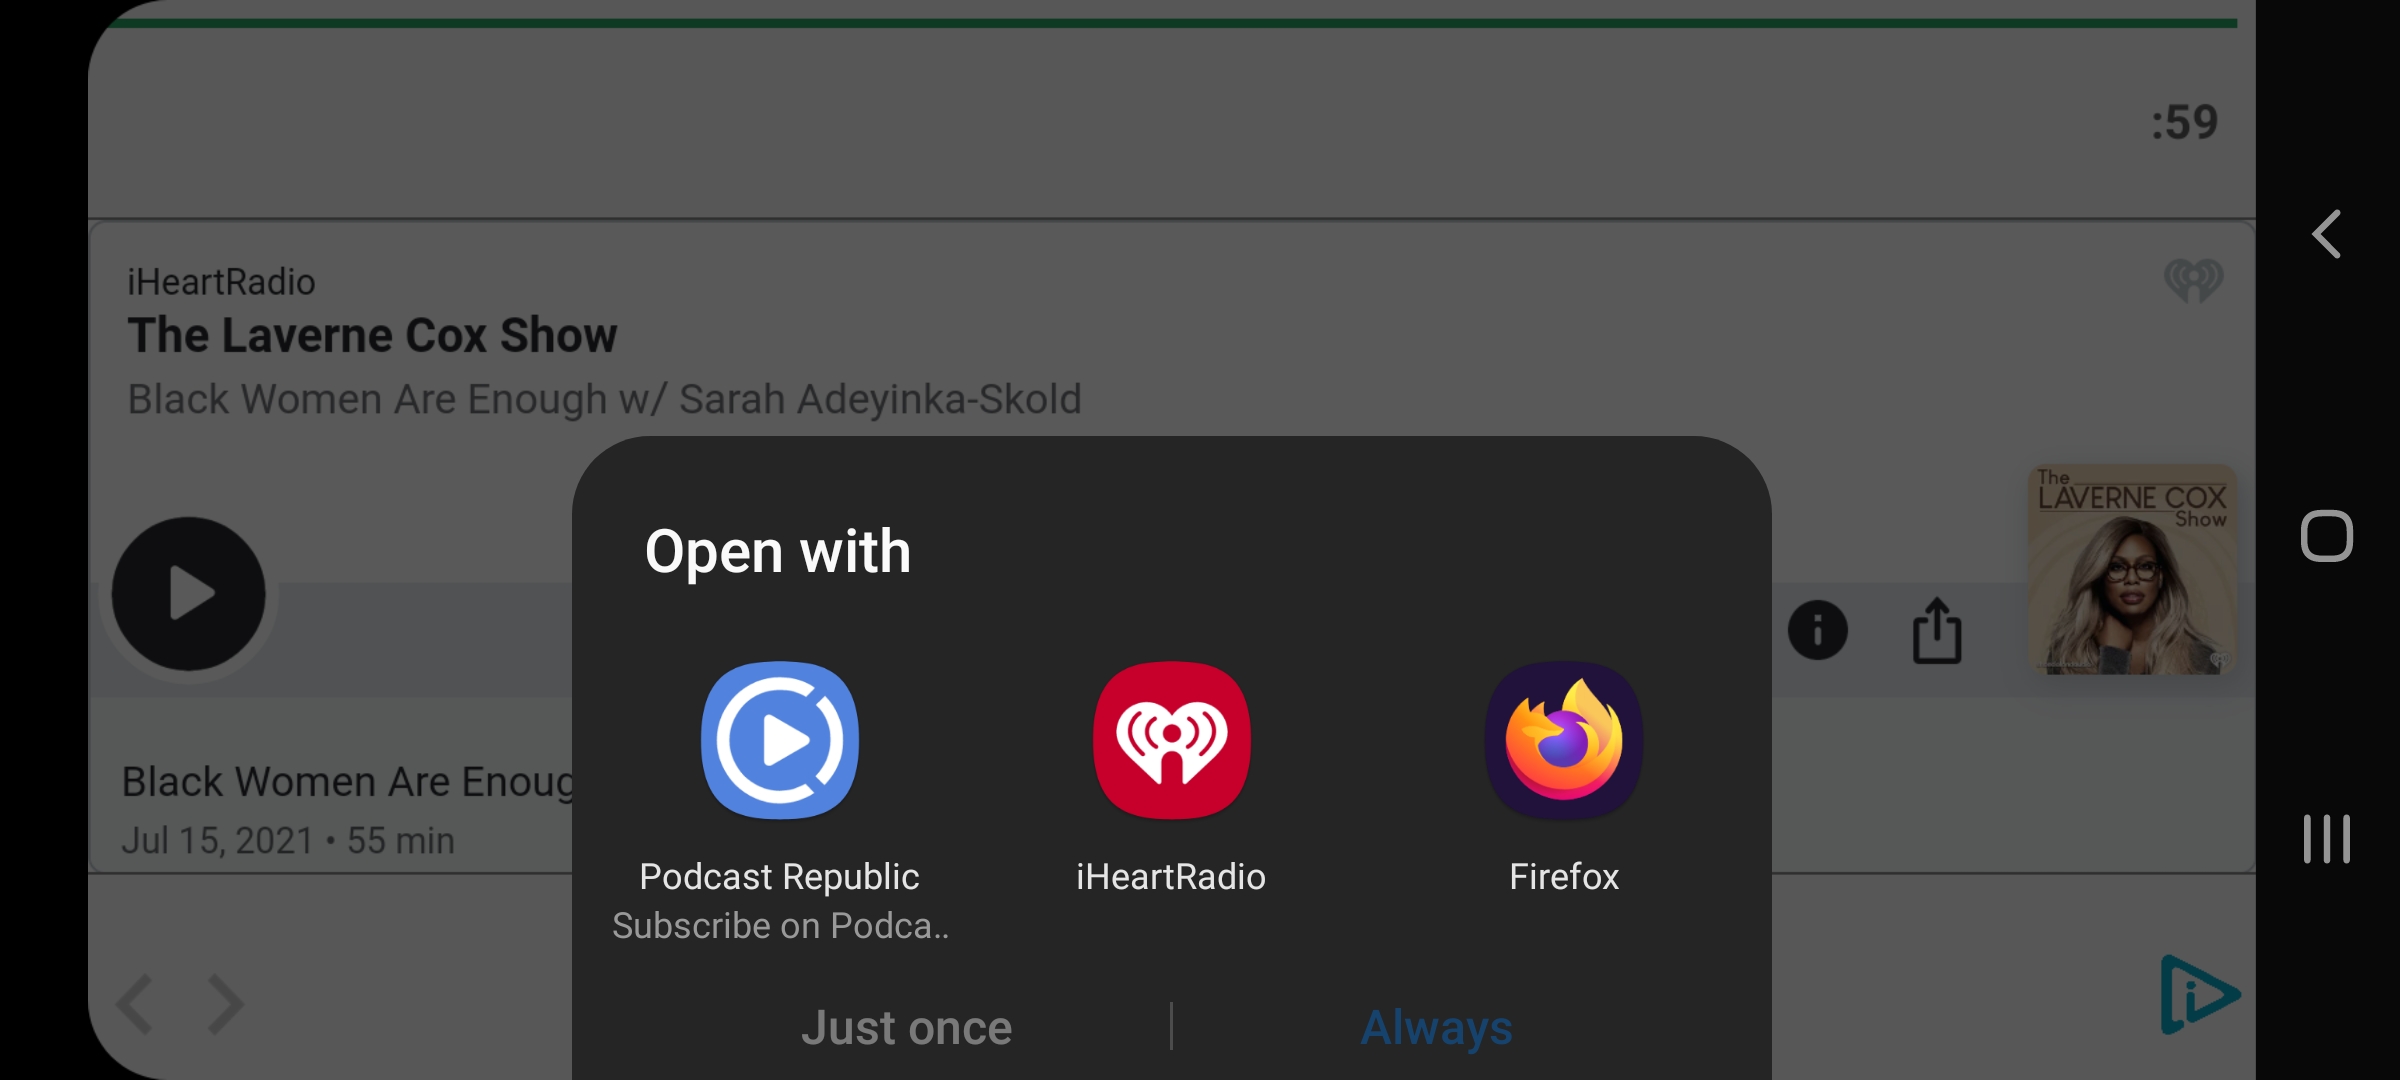 :59
iHeartRadio
The Laverne Cox Show
Black Women Are Enough w/ Sarah Adeyinka-Skold
The
LAVERNE COX
Show
Open with
Podcast Republic
Subscribe on Podca..
iHeartRadio
Firefox
Black Women Are Enoug
Jul 15, 2021 • 55 min
Just once
Always